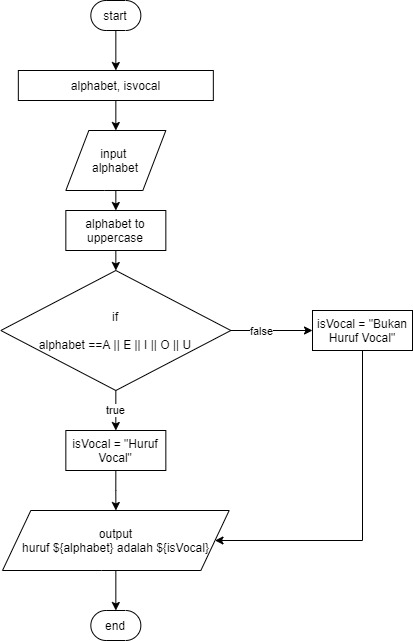 start
alphabet, isvocal
input
alphabet
alphabet to
uppercase
if
alphabet ==A || E || I || O || U
false
isVocal = "Bukan
Huruf Vocal"
true
isVocal = "Huruf
Vocal"
output
huruf ${alphabet} adalah ${isVocal}
end